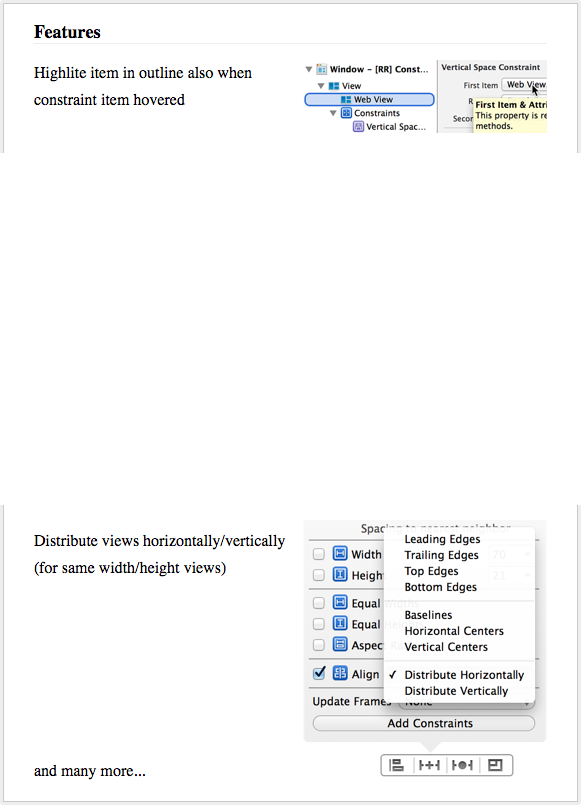 Features
Highlite item in outline also when
constraint item hovered
Window – [RR] Const...
View
Web View
Constraints
Vertical Spac...
Vertical Space Constraint
First Item
Web View
First Item & Attri
This property is re
methods.
Distribute views horizontally/vertically
(for same width/height views)
Spacing to nearest neighbor
Width
Height
Equal
Equal
Aspec
Align
Update Frames
None
Add Constraints
Leading Edges
Trailing Edges
Top Edges
Bottom Edges
Baselines
Horizontal Centers
Vertical Centers
✓ Distribute Horizontally
Distribute Vertically
and many more...